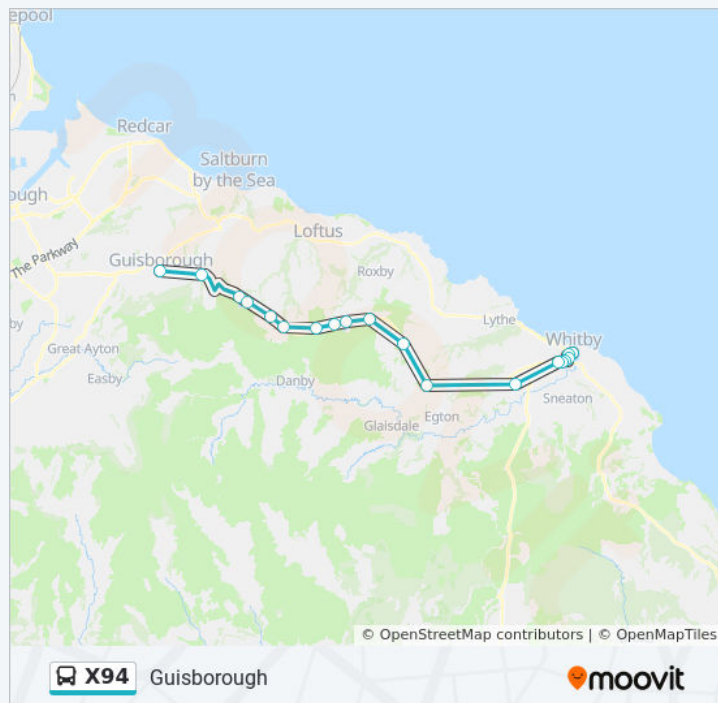 epool
Redcar
Saltburn
by the Sea
ough
Loftus
The Parkway
Guisborough
Roxby
by
Lythe
Whitby
Great Ayton
Easby
Danby
Sneaton
Egton
Glaisdale
© OpenStreetMap contributors | © OpenMapTiles
X94 Guisborough
moovit